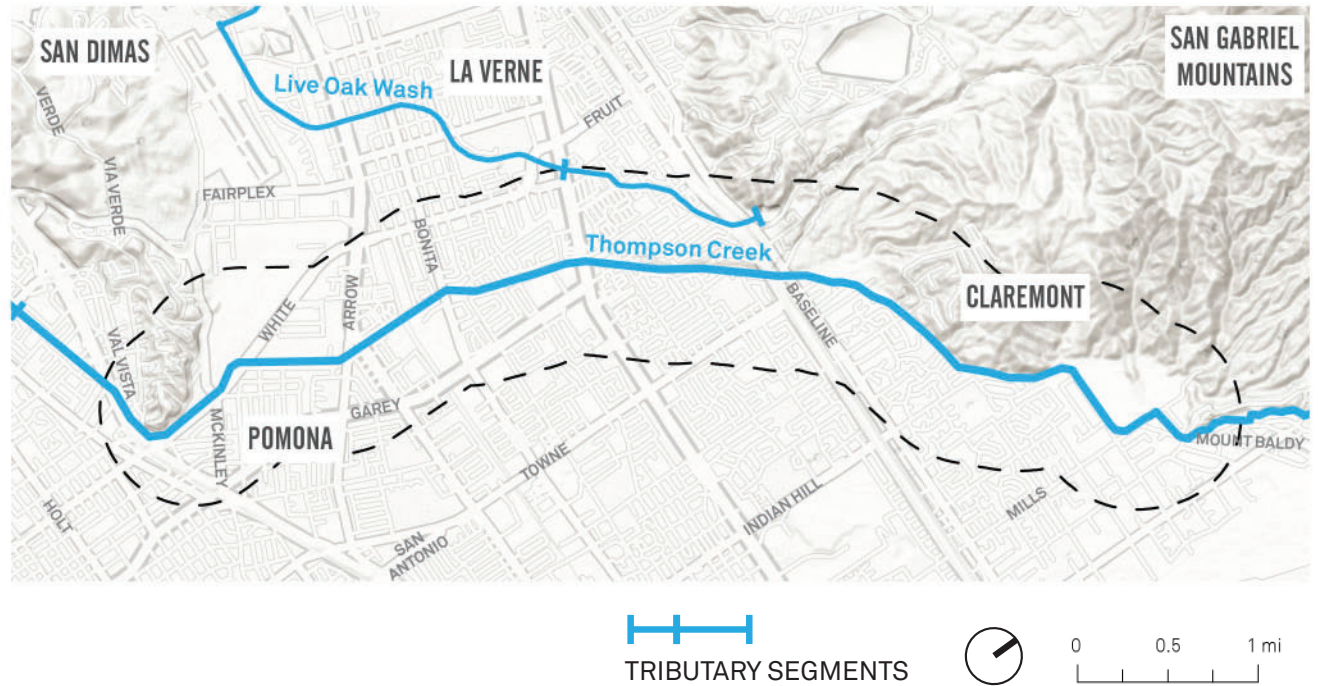 SAN DIMAS
LA VERNE
SAN GABRIEL
MOUNTAINS
Live Oak Wash
VERDE
FRUIT
VIA VERDE
FAIRPLEX
BONITA
Thompson Creek
CLAREMONT
WHITE
ARROW
BASELINE
VAL VISTA
GAREY
POMONA
MCKINLEY
MOUNT BALDY
TOWNE
HOLT
INDIAN HILL
MILLS
SAN
ANTONIO
TRIBUTARY SEGMENTS
0 0.5 1 mi